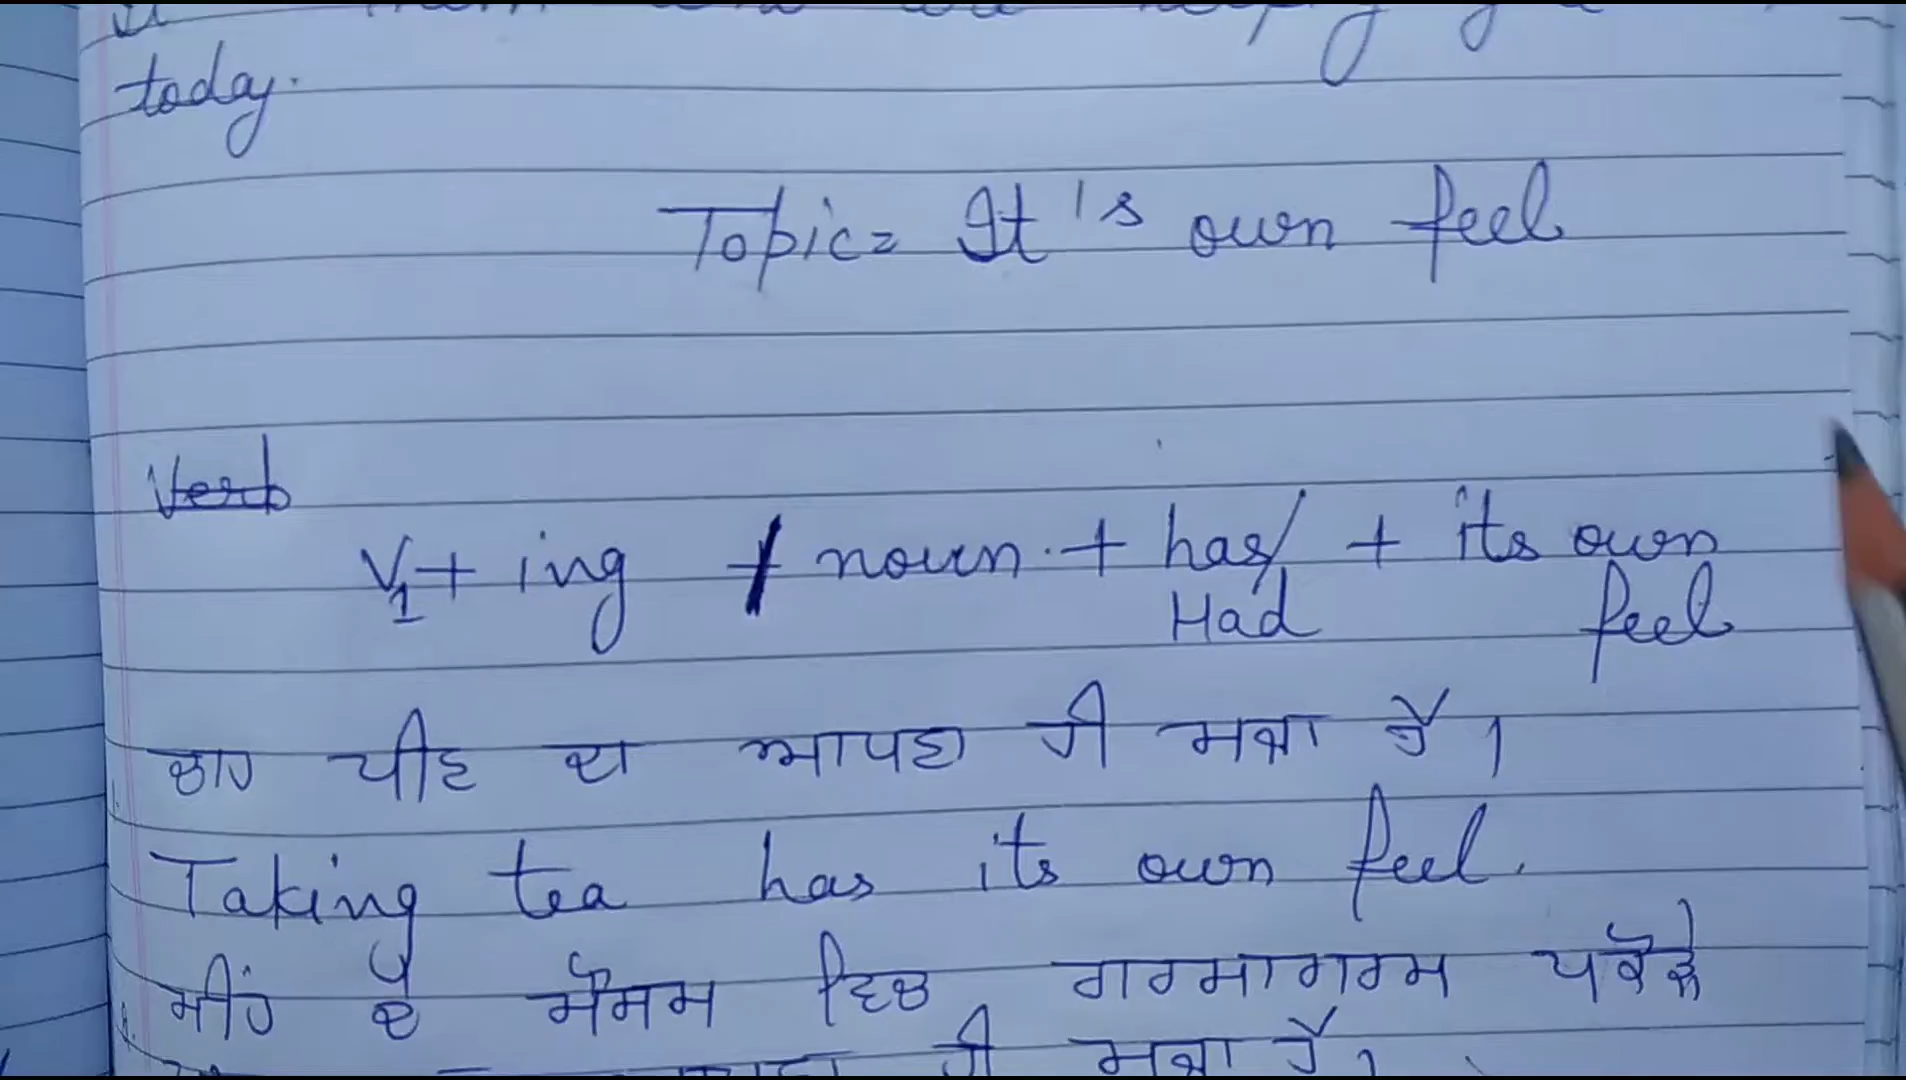 today.
Topic= It's own feel
Verb
V1 + ing + noun. + has/ + its own
Had feel
ਚਾਹ ਪੀਣ ਦਾ ਆਪਣਾ ਹੀ ਮਜ਼ਾ ਹੈ।
Taking tea has its own feel.
ਮੀਂਹ ਦੇ ਮੌਸਮ ਵਿਚ ਗਰਮਾਗਰਮ ਪਕੌੜੇ
ਹੀ ਮਜ਼ਾ ਹੈ।